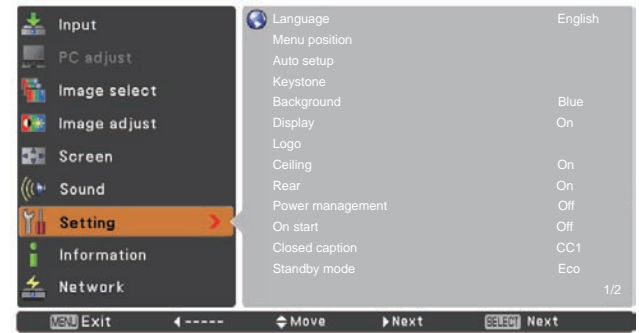 Input
PC adjust
Image select
Image adjust
Screen
Sound
Setting
Information
Network
Language English
Menu position
Auto setup
Keystone
Background Blue
Display On
Logo
Ceiling On
Rear On
Power management Off
On start Off
Closed caption CC1
Standby mode Eco
1/2
MENU Exit ----- Move Next SELECT Next